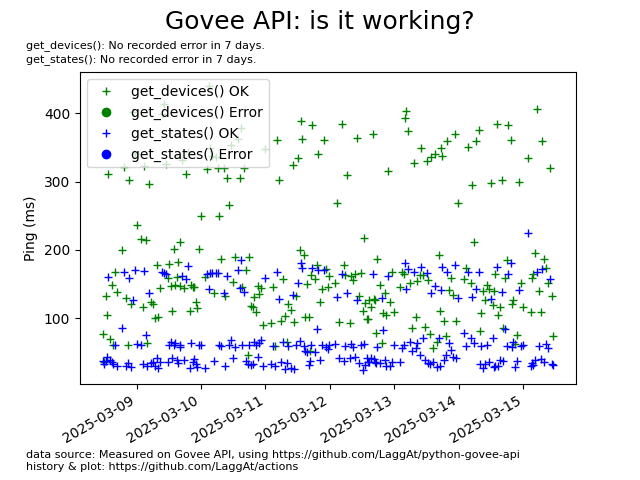 Govee API: is it working?
get_devices(): No recorded error in 7 days.
get_states(): No recorded error in 7 days.
get_devices() OK
get_devices() Error
get_states() OK
get_states() Error
400
300
200
100
Ping (ms)
2025-03-09
2025-03-10
2025-03-11
2025-03-12
2025-03-13
2025-03-14
2025-03-15
data source: Measured on Govee API, using https://github.com/LaggAt/python-govee-api
history & plot: https://github.com/LaggAt/actions